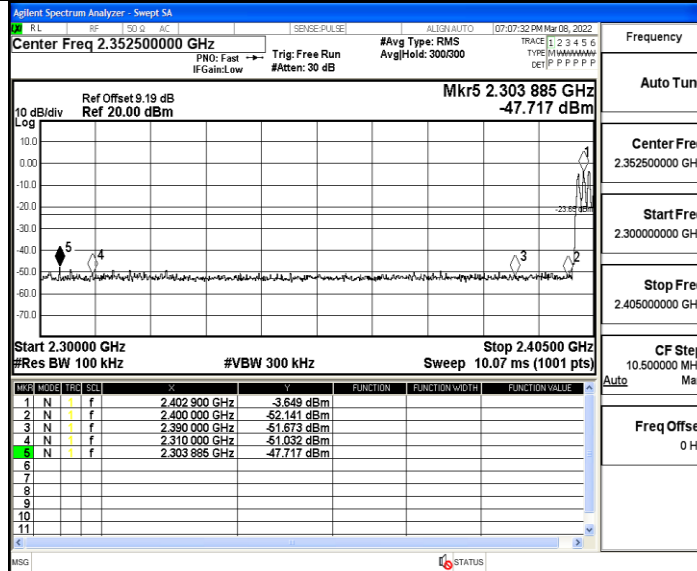 Agilent Spectrum Analyzer - Swept SA
RL RF 50 Ω AC SENSE:PULSE ALIGN AUTO 07:07:32 PM Mar 08, 2022
Center Freq 2.352500000 GHz
PNO: Fast
IFGain:Low
Trig: Free Run
#Atten: 30 dB
#Avg Type: RMS
Avg|Hold: 300/300
TRACE 1 2 3 4 5 6
TYPE MWWWWW
DET P P P P P P
Ref Offset 9.19 dB
10 dB/div Ref 20.00 dBm
Log
Mkr5 2.303 885 GHz
-47.717 dBm
10.0
0.00
-10.0
-20.0
-30.0
-40.0
-50.0
-60.0
-70.0
1
-23.65 dBm
5
4
3
2
Start 2.30000 GHz Stop 2.40500 GHz
#Res BW 100 kHz #VBW 300 kHz Sweep 10.07 ms (1001 pts)
MKR MODE TRC SCL X Y FUNCTION FUNCTION WIDTH FUNCTION VALUE
1 N 1 f 2.402 900 GHz -3.649 dBm
2 N 1 f 2.400 000 GHz -52.141 dBm
3 N 1 f 2.390 000 GHz -51.673 dBm
4 N 1 f 2.310 000 GHz -51.032 dBm
5 N 1 f 2.303 885 GHz -47.717 dBm
6
7
8
9
10
11
MSG STATUS
Frequency
Auto Tun
Center Fre
2.352500000 GH
Start Fre
2.300000000 GH
Stop Fre
2.405000000 GH
CF Step
10.500000 MH
Auto Ma
Freq Offse
0 H